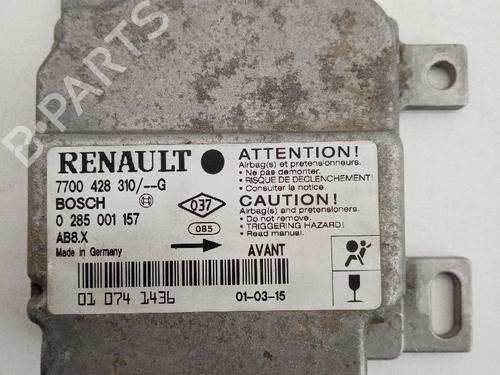 B-PARTS
RENAULT
7700 428 310/--G
BOSCH
0 285 001 157
AB8.X
Made in Germany
037
085
ATTENTION!
Airbag(s) et pretensionneurs.
• Ne pas demonter.
• RISQUE DE DECLENCHEMENT!
• Consulter la notice.
CAUTION!
Airbag(s) and pretensioners.
• Do not remove.
• TRIGGERING HAZARD!
• Read manual.
AVANT
01 074 1436
01-03-15